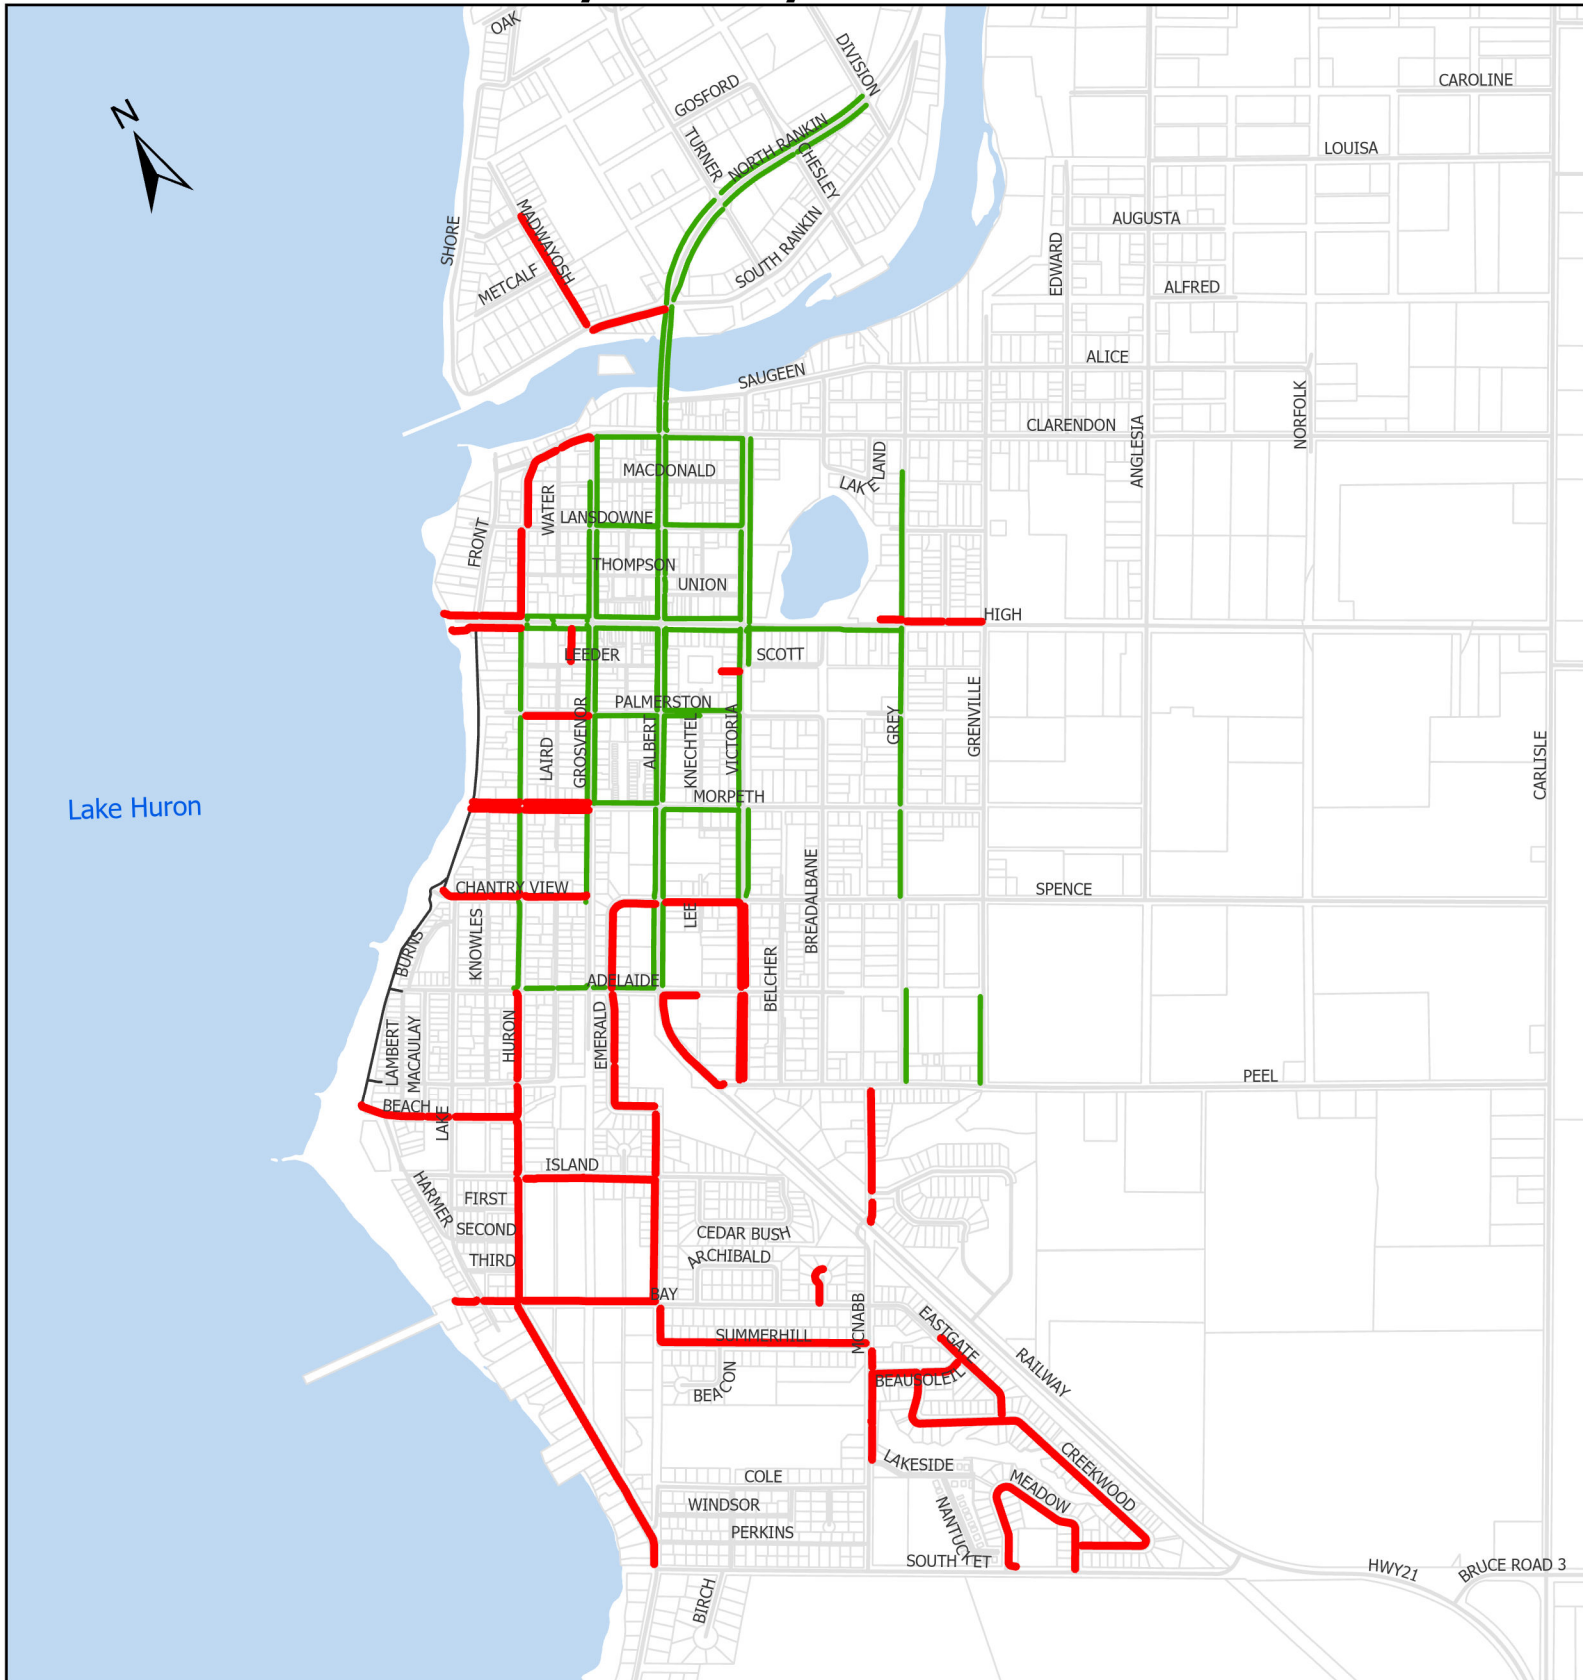 OAK
DIVISION
CAROLINE
GOSFORD
N
NORTH RANKIN
TURNER
CHESLEY
LOUISA
MADWAYOSH
SHORE
AUGUSTA
METCALF
SOUTH RANKIN
EDWARD
ALFRED
SAUGEEN
ALICE
NORFOLK
CLARENDON
ANGLESIA
MACDONALD
LAND
LAKE
WATER
LANSDOWNE
FRONT
THOMPSON
UNION
HIGH
LEEDER
SCOTT
PALMERSTON
GROSVENOR
ALBERT
KNECHTEL
VICTORIA
GREY
GRENVILLE
LAIRD
CARLISLE
MORPETH
Lake Huron
CHANTRY VIEW
BREADALBANE
SPENCE
LEE
KNOWLES
BURNS
ADELAIDE
BELCHER
LAMBERT
MACAULAY
HURON
EMERALD
PEEL
BEACH
LAKE
ISLAND
HARMER
FIRST
SECOND
CEDAR BUSH
ARCHIBALD
THIRD
BAY
MCNABB
SUMMERHILL
EASTGATE
RAILWAY
BEACON
BEAUSOLEIL
LAKESIDE
CREEKWOOD
COLE
MEADOW
WINDSOR
NANTUC
PERKINS
SOUTH
ET
HWY21
BRUCE ROAD 3
BIRCH